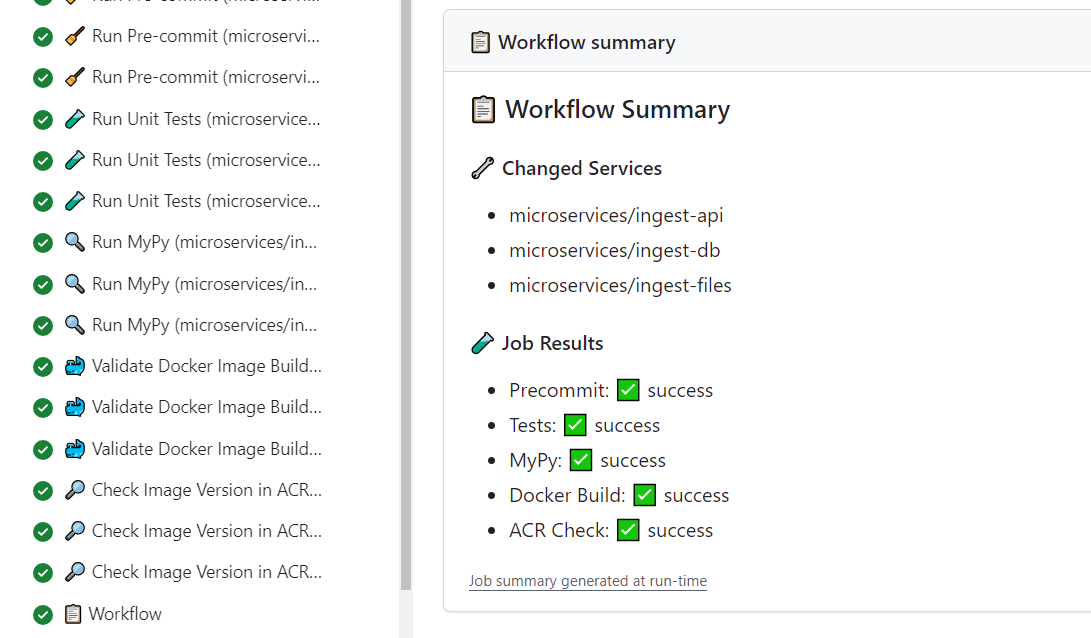 Run Pre-commit (microservi...
Run Pre-commit (microservi...
Run Pre-commit (microservi...
Run Unit Tests (microservice...
Run Unit Tests (microservice...
Run Unit Tests (microservice...
Run MyPy (microservices/in...
Run MyPy (microservices/in...
Run MyPy (microservices/in...
Validate Docker Image Build...
Validate Docker Image Build...
Validate Docker Image Build...
Check Image Version in ACR...
Check Image Version in ACR...
Check Image Version in ACR...
Workflow
Workflow summary
Workflow Summary
Changed Services
microservices/ingest-api
microservices/ingest-db
microservices/ingest-files
Job Results
Precommit: ✅ success
Tests: ✅ success
MyPy: ✅ success
Docker Build: ✅ success
ACR Check: ✅ success
Job summary generated at run-time